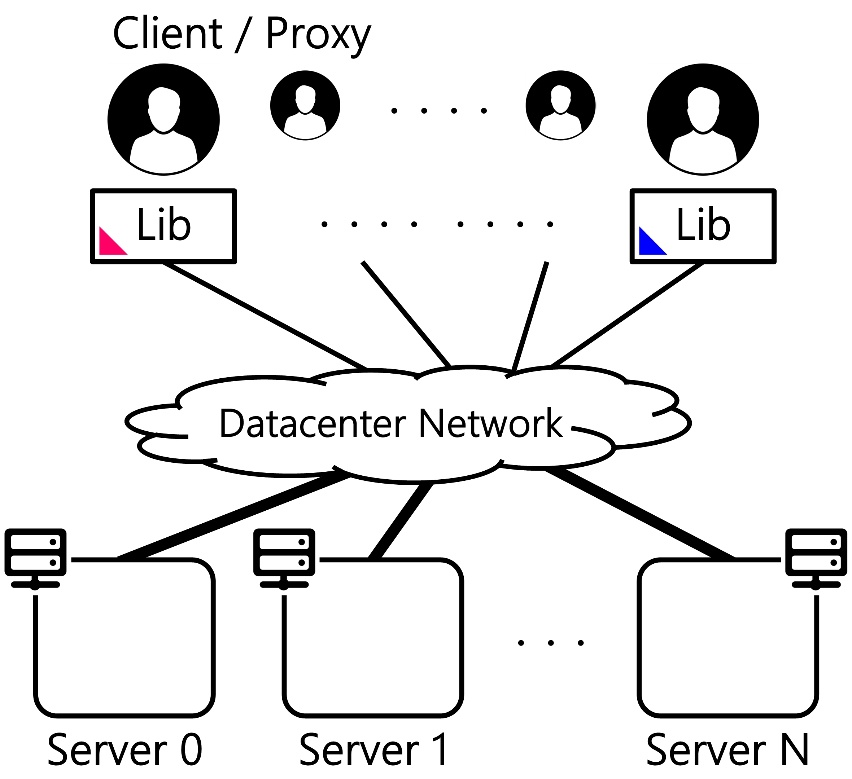 Client / Proxy
. . . .
Lib
. . . . . . . .
Lib
Datacenter Network
. . .
Server 0
Server 1
Server N